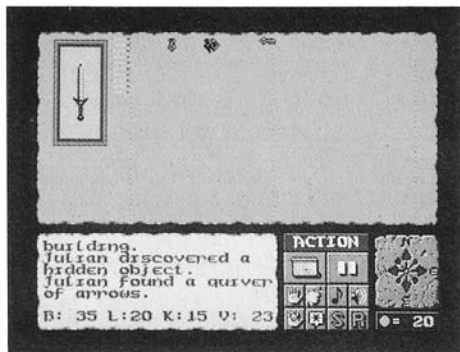 building.
Julian discovered a
hidden object.
Julian found a quiver
of arrows.
B: 35 L:20 K:15 V: 23
ACTION
S R
= 20